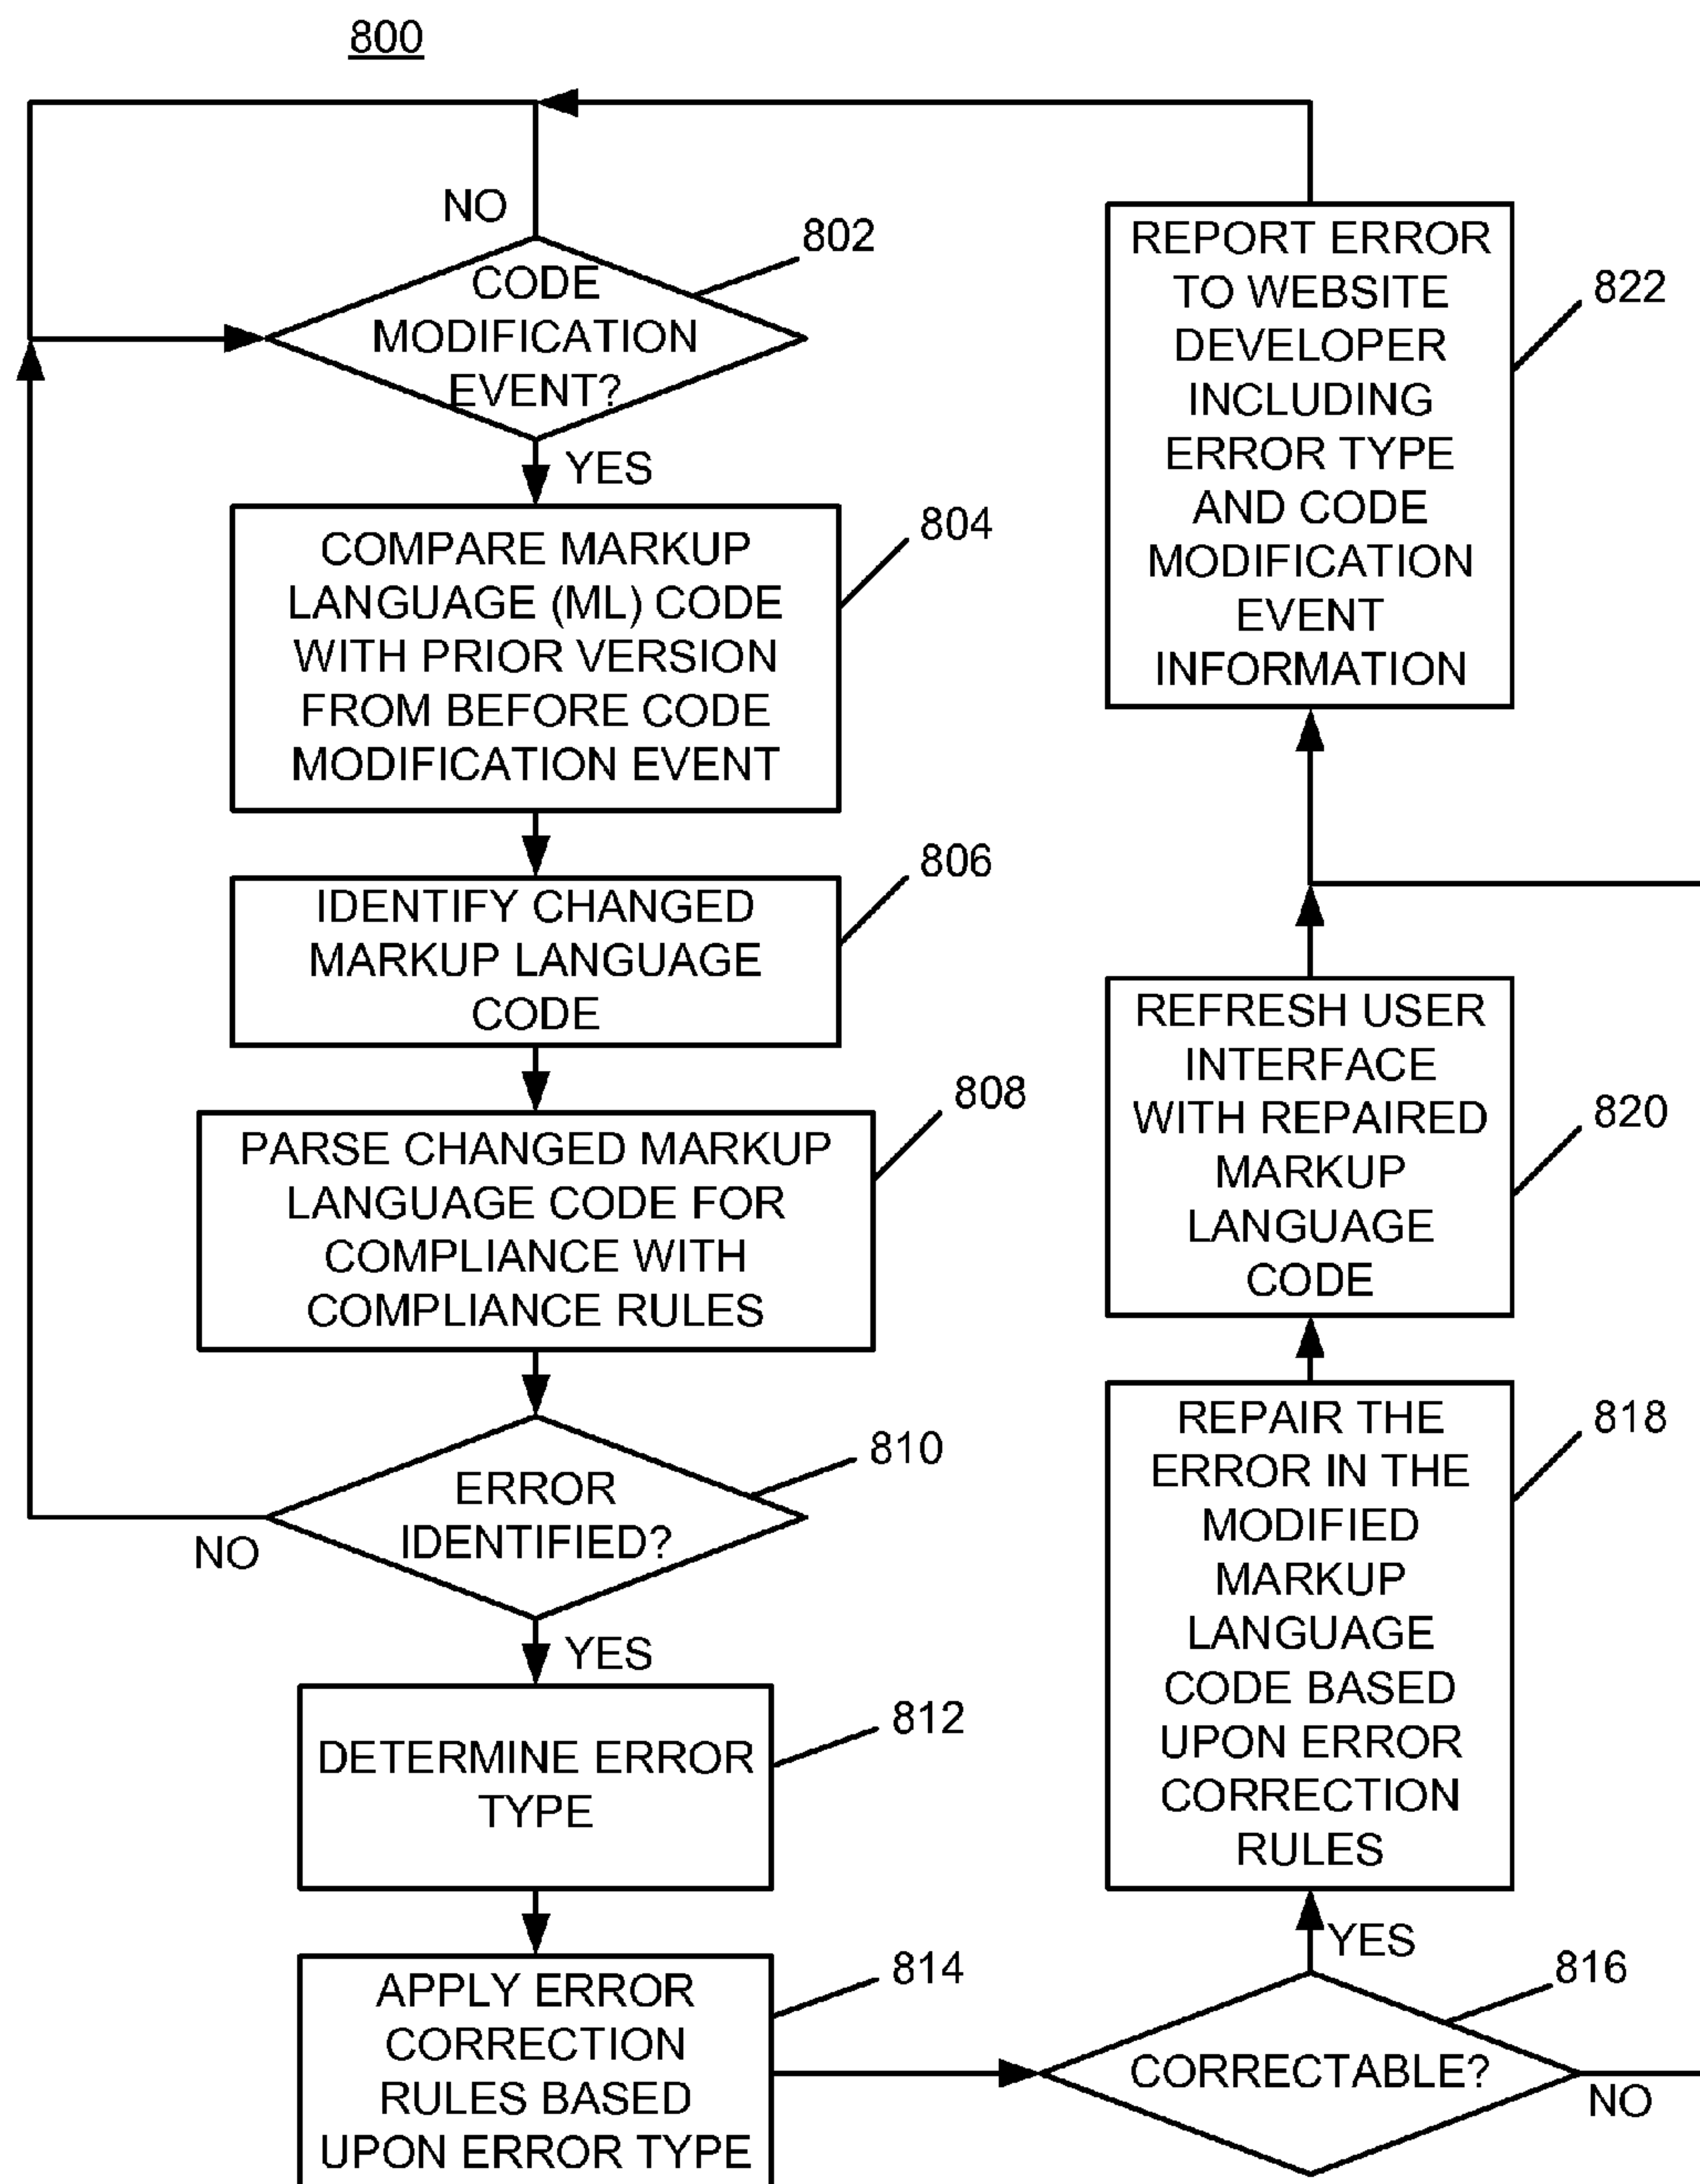 800
NO
802
CODE
MODIFICATION
EVENT?
YES
804
COMPARE MARKUP
LANGUAGE (ML) CODE
WITH PRIOR VERSION
FROM BEFORE CODE
MODIFICATION EVENT
806
IDENTIFY CHANGED
MARKUP LANGUAGE
CODE
808
PARSE CHANGED MARKUP
LANGUAGE CODE FOR
COMPLIANCE WITH
COMPLIANCE RULES
810
ERROR
IDENTIFIED?
NO
YES
812
DETERMINE ERROR
TYPE
814
APPLY ERROR
CORRECTION
RULES BASED
UPON ERROR TYPE
816
CORRECTABLE?
NO
YES
818
REPAIR THE
ERROR IN THE
MODIFIED
MARKUP
LANGUAGE
CODE BASED
UPON ERROR
CORRECTION
RULES
820
REFRESH USER
INTERFACE
WITH REPAIRED
MARKUP
LANGUAGE
CODE
822
REPORT ERROR
TO WEBSITE
DEVELOPER
INCLUDING
ERROR TYPE
AND CODE
MODIFICATION
EVENT
INFORMATION